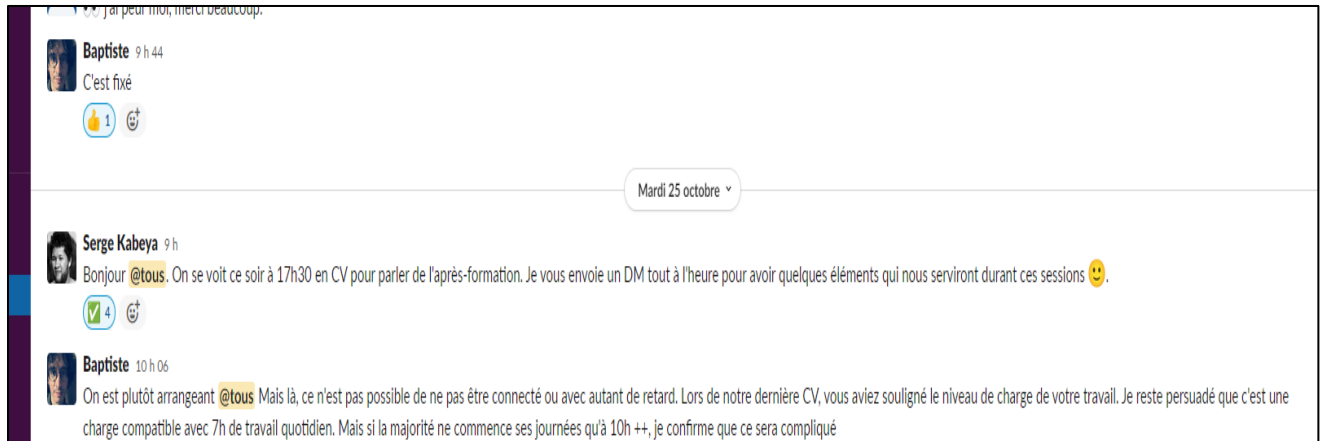 j'ai peur moi, merci beaucoup.
Baptiste 9 h 44
C'est fixé
1
Mardi 25 octobre
Serge Kabeya 9 h
Bonjour @tous. On se voit ce soir à 17h30 en CV pour parler de l'après-formation. Je vous envoie un DM tout à l'heure pour avoir quelques éléments qui nous serviront durant ces sessions 🙂.
4
Baptiste 10 h 06
On est plutôt arrangeant @tous Mais là, ce n'est pas possible de ne pas être connecté ou avec autant de retard. Lors de notre dernière CV, vous aviez souligné le niveau de charge de votre travail. Je reste persuadé que c'est une
charge compatible avec 7h de travail quotidien. Mais si la majorité ne commence ses journées qu'à 10h ++, je confirme que ce sera compliqué